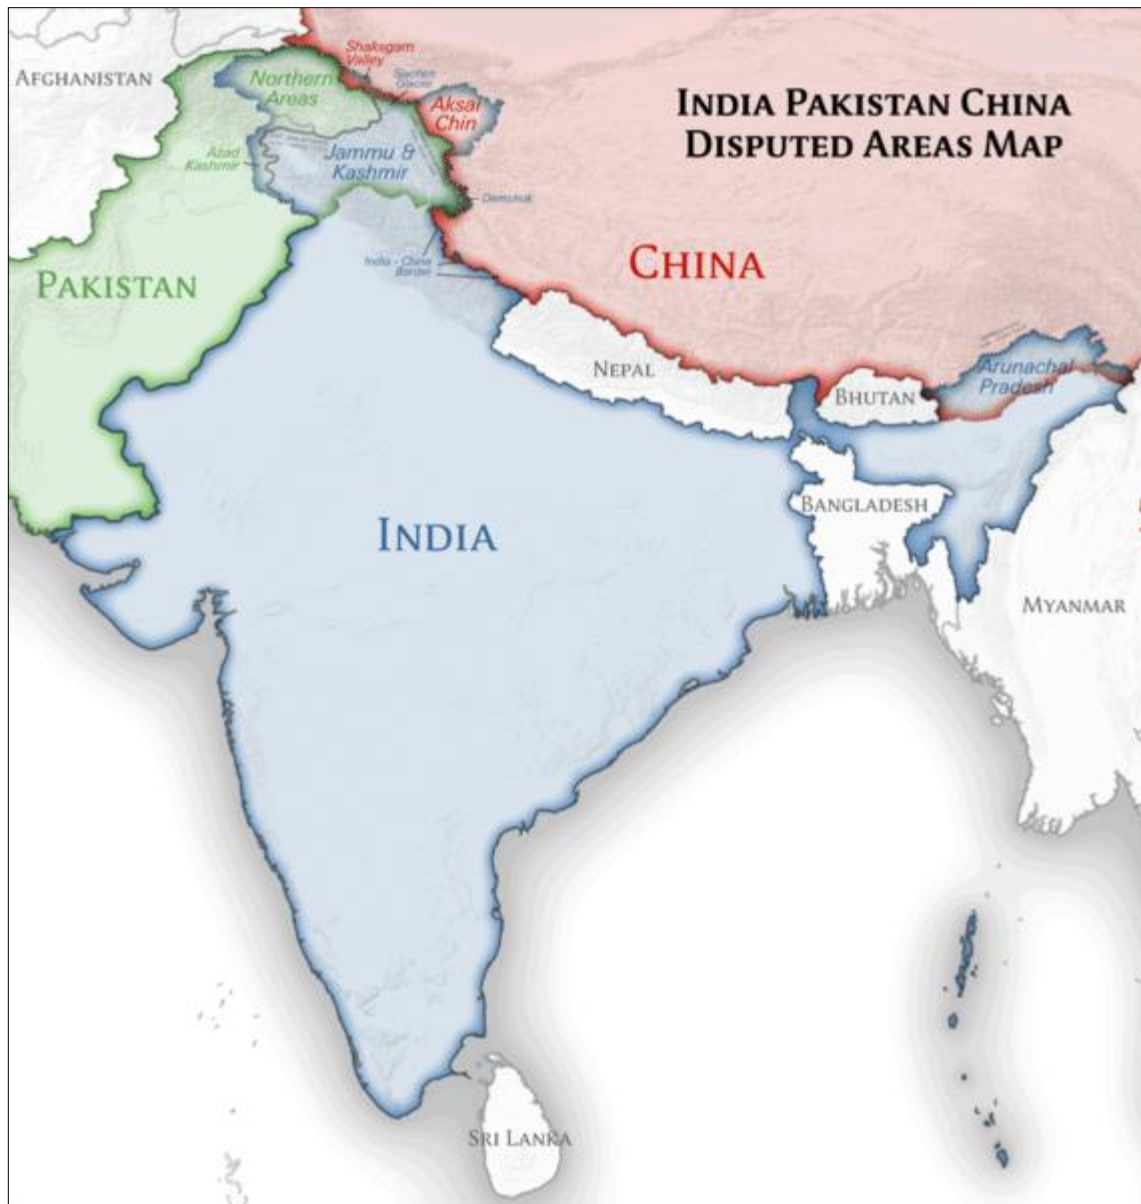 INDIA PAKISTAN CHINA
DISPUTED AREAS MAP
AFGHANISTAN
Northern
Areas
Shaksgam
Valley
Siachen
Glacier
Aksai
Chin
Azad
Kashmir
Jammu &
Kashmir
Demchuk
India - China
Border
CHINA
PAKISTAN
NEPAL
BHUTAN
Arunachal
Pradesh
INDIA
BANGLADESH
MYANMAR
SRI LANKA